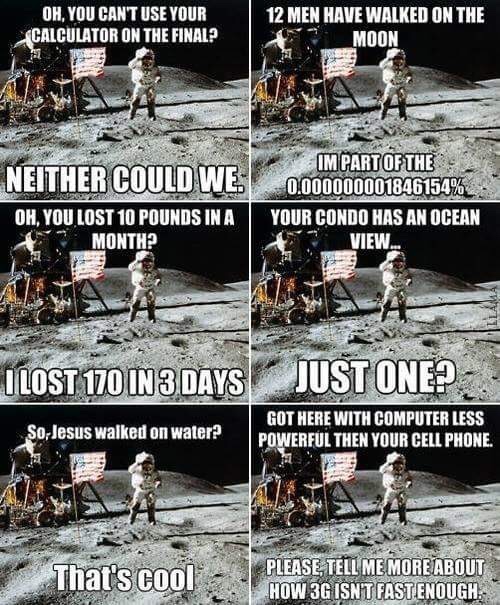 OH, YOU CAN'T USE YOUR
CALCULATOR ON THE FINAL?
NEITHER COULD WE.
12 MEN HAVE WALKED ON THE
MOON
IM PART OF THE
0.000000001846154%
OH, YOU LOST 10 POUNDS IN A
MONTH?
I LOST 170 IN 3 DAYS
YOUR CONDO HAS AN OCEAN
VIEW...
JUST ONE?
So, Jesus walked on water?
That's cool
GOT HERE WITH COMPUTER LESS
POWERFUL THEN YOUR CELL PHONE.
PLEASE, TELL ME MORE ABOUT
HOW 3G ISN'T FAST ENOUGH.